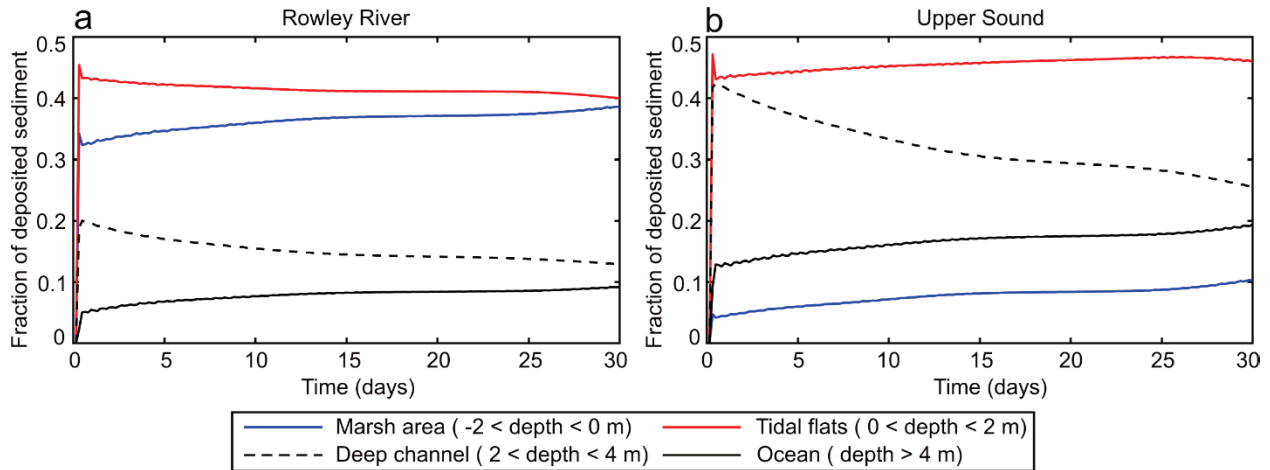 a Rowley River
Fraction of deposited sediment
0.5
0.4
0.3
0.2
0.1
0
0 5 10 15 20 25 30
Time (days)
b Upper Sound
Fraction of deposited sediment
0.5
0.4
0.3
0.2
0.1
0
0 5 10 15 20 25 30
Time (days)
Marsh area ( -2 < depth < 0 m) Tidal flats ( 0 < depth < 2 m)
Deep channel ( 2 < depth < 4 m) Ocean ( depth > 4 m)